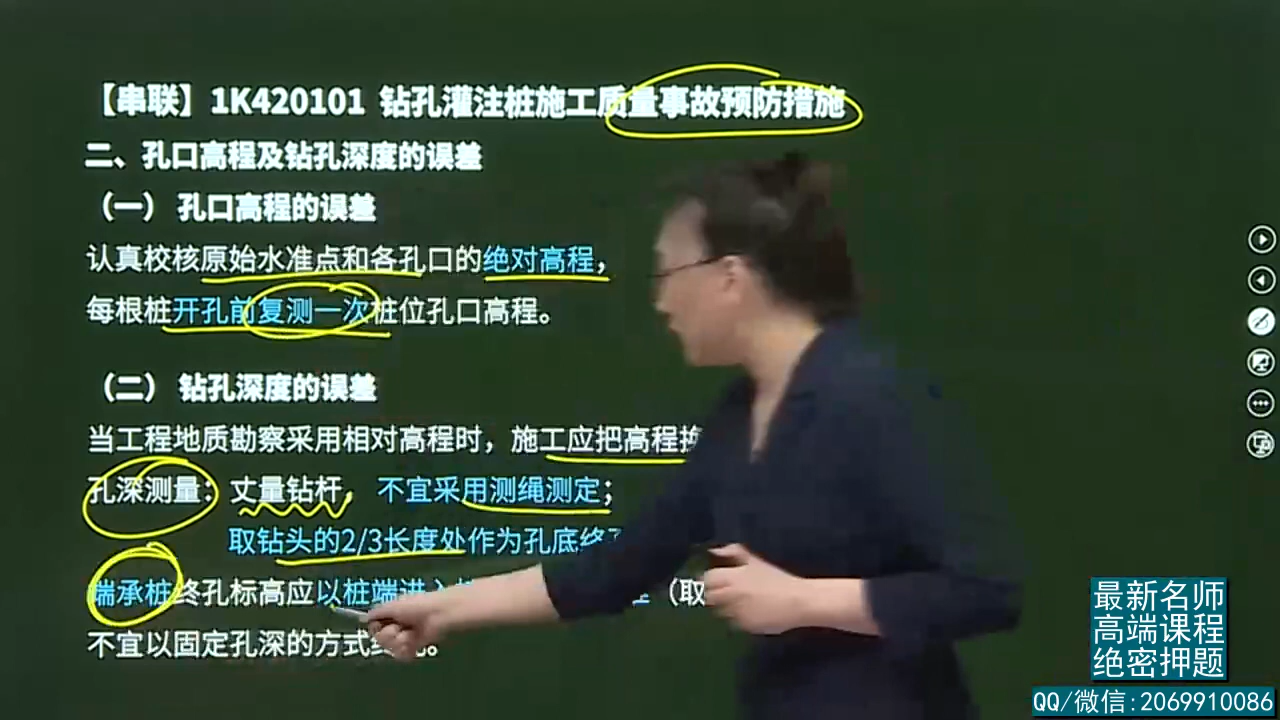 【串联】1K420101 钻孔灌注桩施工质量事故预防措施
二、孔口高程及钻孔深度的误差
（一） 孔口高程的误差
认真校核原始水准点和各孔口的绝对高程，
每根桩开孔前复测一次桩位孔口高程。
（二） 钻孔深度的误差
当工程地质勘察采用相对高程时，施工应把高程换
孔深测量：丈量钻杆， 不宜采用测绳测定；
取钻头的2/3长度处作为孔底终
端承桩终孔标高应以桩端进入 （取
不宜以固定孔深的方式 。
最新名师
高端课程
绝密押题
QQ/微信:2069910086